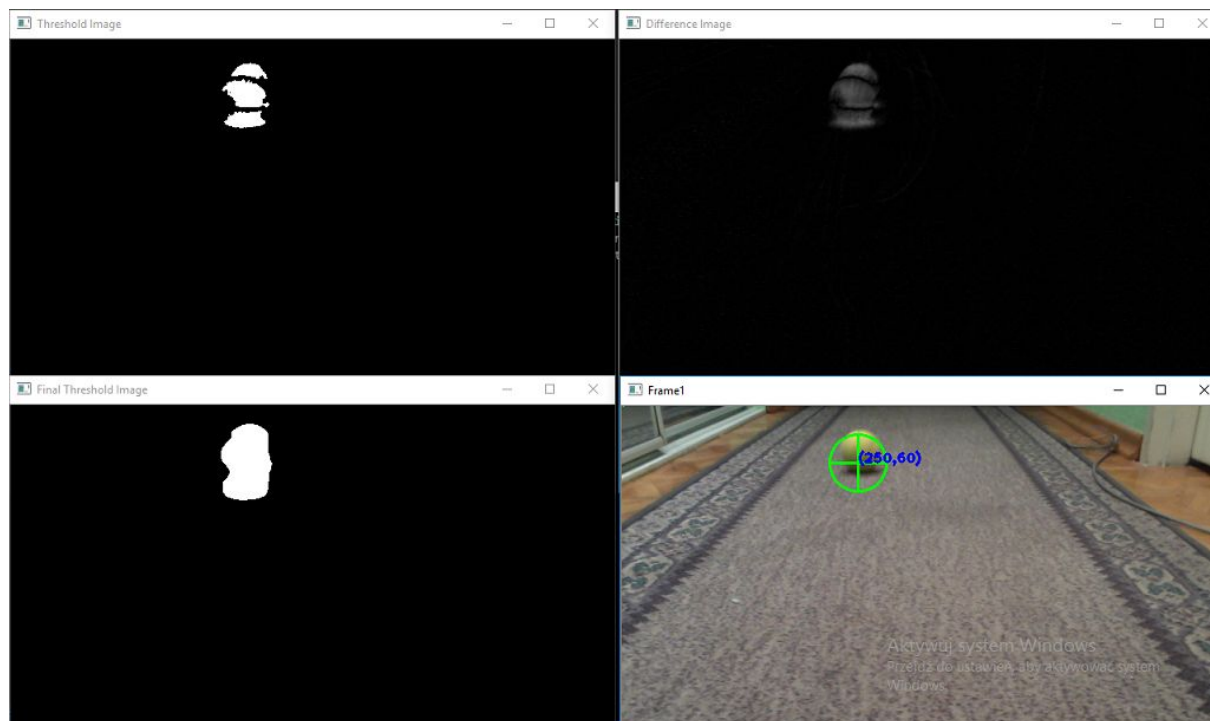 Threshold Image
Difference Image
Final Threshold Image
Frame1
(250,60)
Aktywuj system Windows
Przejdź do ustawień, aby aktywować system
Windows.